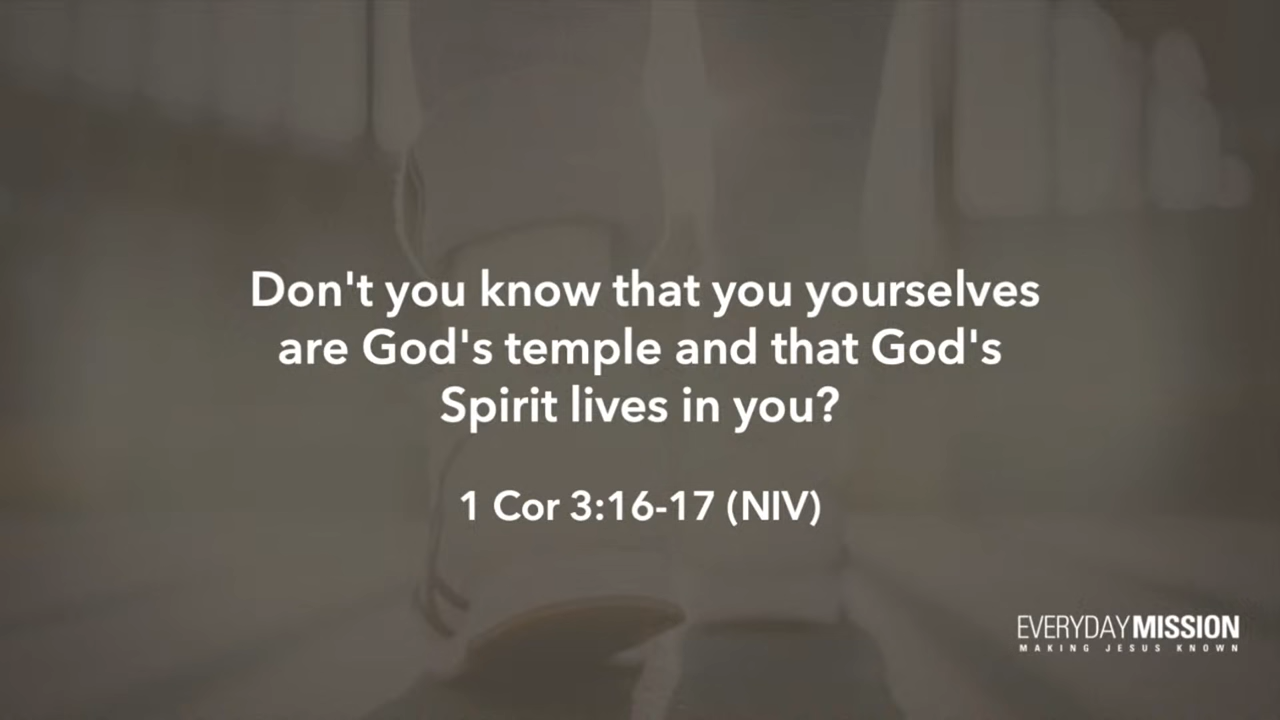 Don't you know that you yourselves
are God's temple and that God's
Spirit lives in you?
1 Cor 3:16-17 (NIV)
EVERYDAYMISSION
MAKING JESUS KNOWN